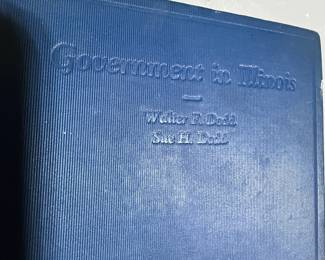 Government in Illinois
Walter F. Dodd
Sue H. Dodd